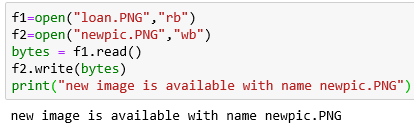 f1=open("loan.PNG","rb")
f2=open("newpic.PNG","wb")
bytes = f1.read()
f2.write(bytes)
print("new image is available with name newpic.PNG")
new image is available with name newpic.PNG